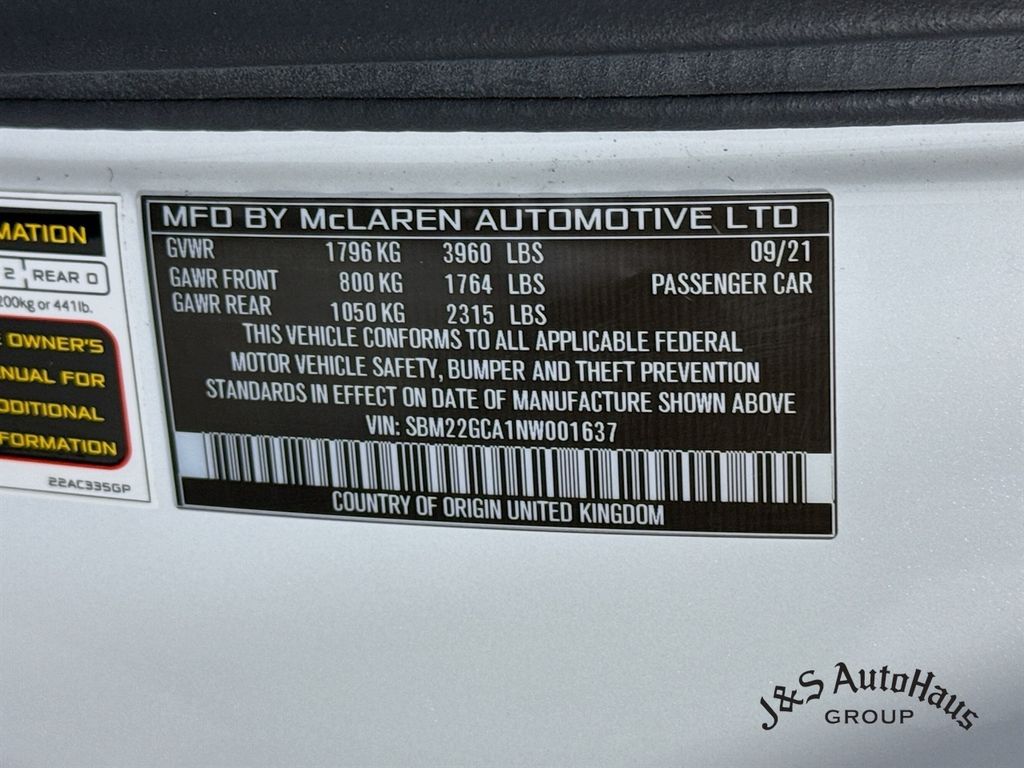 MATION
2 REAR 0
200kg or 441lb.
OWNER'S
NUAL FOR
DDITIONAL
FORMATION
22AC335GP
MFD BY McLAREN AUTOMOTIVE LTD
GVWR 1796 KG 3960 LBS 09/21
GAWR FRONT 800 KG 1764 LBS PASSENGER CAR
GAWR REAR 1050 KG 2315 LBS
THIS VEHICLE CONFORMS TO ALL APPLICABLE FEDERAL
MOTOR VEHICLE SAFETY, BUMPER AND THEFT PREVENTION
STANDARDS IN EFFECT ON DATE OF MANUFACTURE SHOWN ABOVE
VIN: SBM22GCA1NW001637
COUNTRY OF ORIGIN UNITED KINGDOM
J&S AutoHaus
GROUP